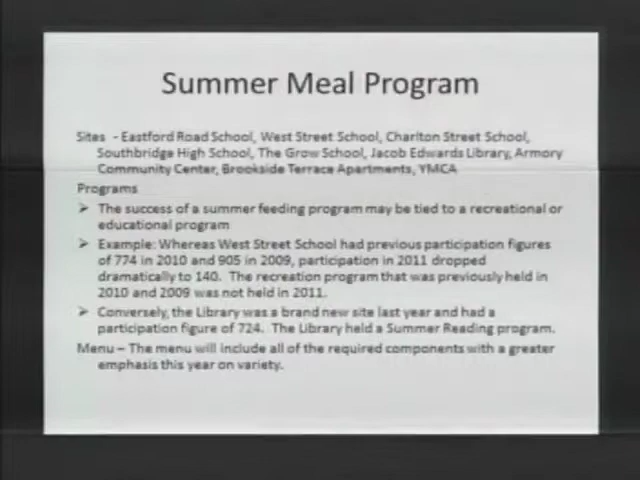 Summer Meal Program
Sites - Eastford Road School, West Street School, Charlton Street School,
Southbridge High School, The Grow School, Jacob Edwards Library, Armory
Community Center, Brookside Terrace Apartments, YMCA
Programs
➢ The success of a summer feeding program may be tied to a recreational or
educational program
➢ Example: Whereas West Street School had previous participation figures
of 774 in 2010 and 905 in 2009, participation in 2011 dropped
dramatically to 140. The recreation program that was previously held in
2010 and 2009 was not held in 2011.
➢ Conversely, the Library was a brand new site last year and had a
participation figure of 724. The Library held a Summer Reading program.
Menu – The menu will include all of the required components with a greater
emphasis this year on variety.